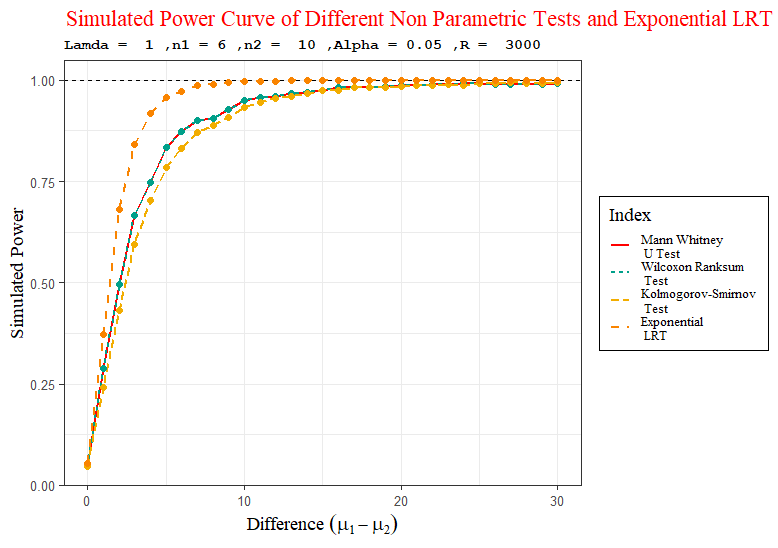 Simulated Power Curve of Different Non Parametric Tests and Exponential LRT
Lamda =  1 ,n1 = 6 ,n2 =  10 ,Alpha = 0.05 ,R =  3000
1.00
0.75
0.50
0.25
0.00
Simulated Power
0
10
20
30
Difference (μ₁ − μ₂)
Index
Mann Whitney
U Test
Wilcoxon Ranksum
Test
Kolmogorov-Smirnov
Test
Exponential
LRT